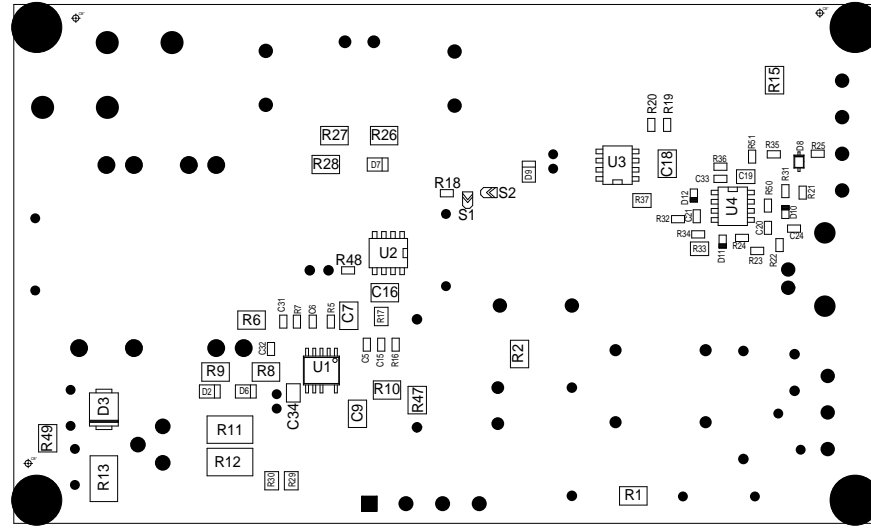 R15
R20
R19
R27
R26
R28
D7
D9
U3
C18
R36
R51
R35
D8
R25
C33
C19
R18
S2
S1
R37
D12
R31
R21
R32
C21
U4
R50
D10
R34
R33
D11
R24
C20
C24
R23
R22
U2
R48
C16
R6
C31
R7
C6
R5
C7
R17
C32
C5
C15
R16
R2
R9
R8
U1
D2
D6
C34
R10
R47
D3
C9
R49
R11
R12
R13
R30
R29
R1